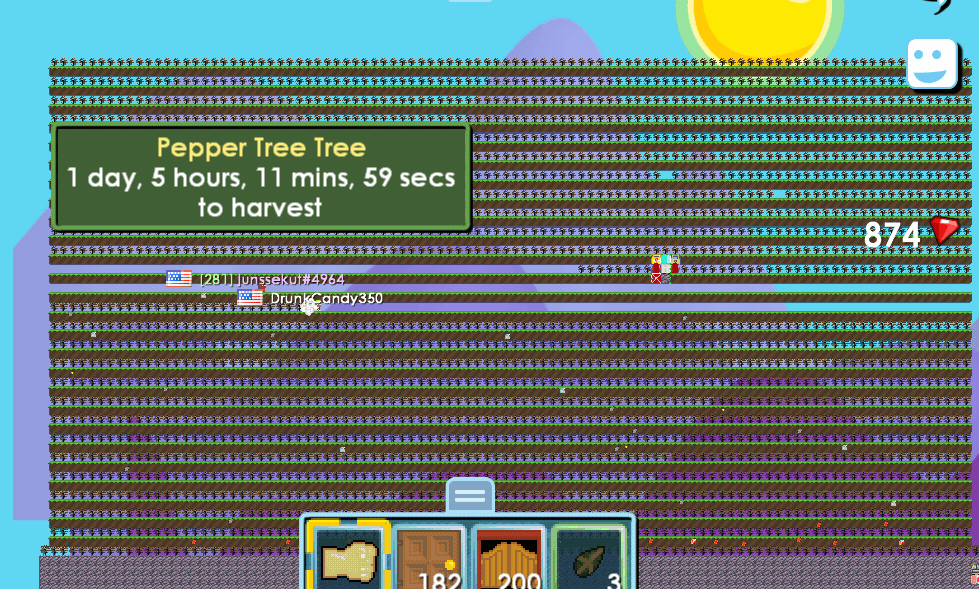 Pepper Tree Tree
1 day, 5 hours, 11 mins, 59 secs
to harvest
874
[281] Junssekut#4964
DrunkCandy350
182
200
3